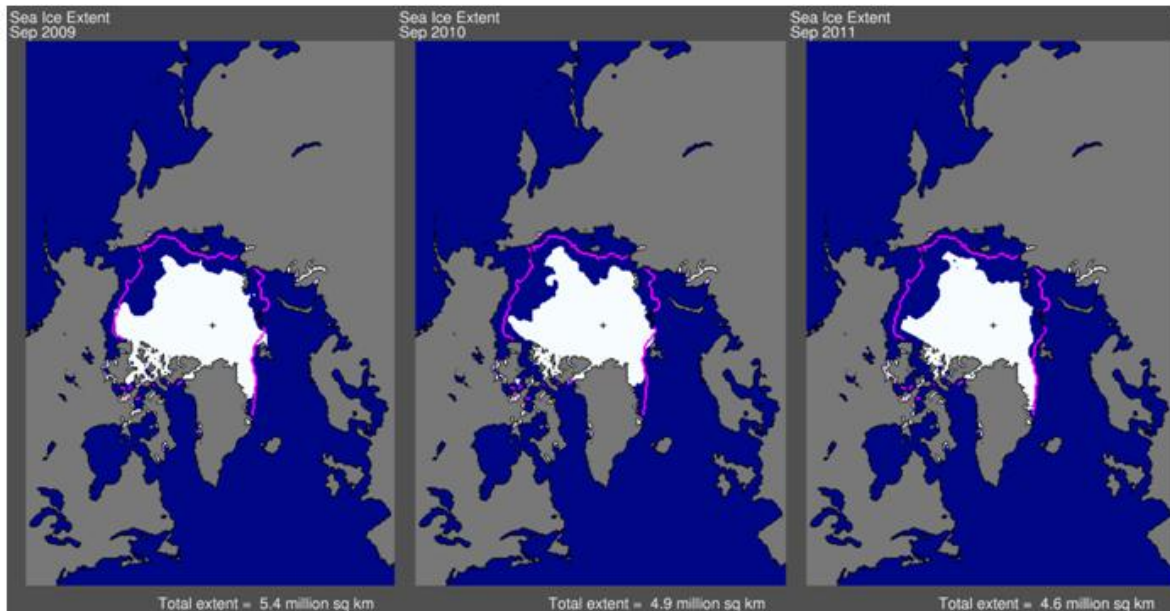 Sea Ice Extent
Sep 2009
Sea Ice Extent
Sep 2010
Sea Ice Extent
Sep 2011
Total extent = 5.4 million sq km
Total extent = 4.9 million sq km
Total extent = 4.6 million sq km